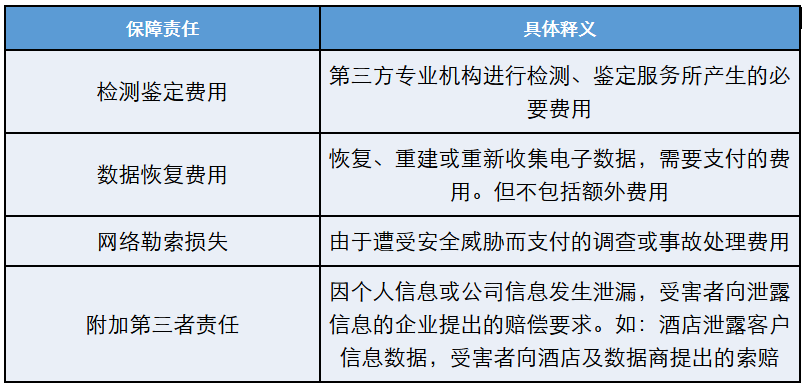 保障责任
具体释义
检测鉴定费用
第三方专业机构进行检测、鉴定服务所产生的必
要费用
数据恢复费用
恢复、重建或重新收集电子数据，需要支付的费
用。但不包括额外费用
网络勒索损失
由于遭受安全威胁而支付的调查或事故处理费用
附加第三者责任
因个人信息或公司信息发生泄漏，受害者向泄露
信息的企业提出的赔偿要求。如：酒店泄露客户
信息数据，受害者向酒店及数据商提出的索赔